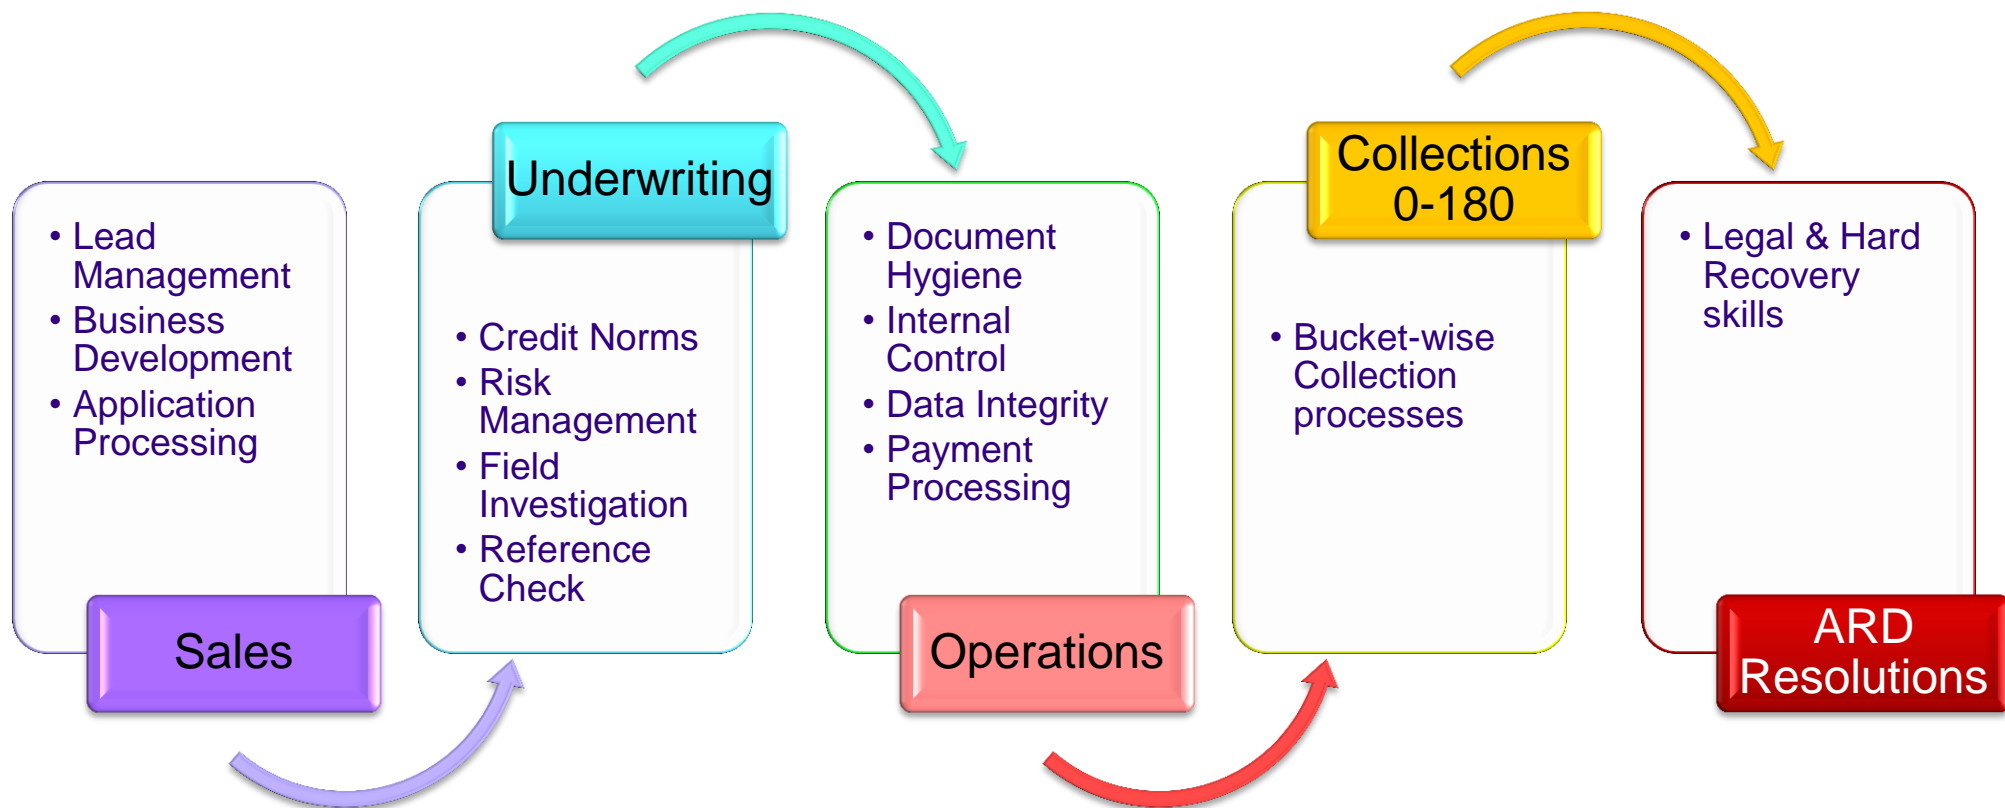 • Lead
Management
• Business
Development
• Application
Processing
Sales
Underwriting
• Credit Norms
• Risk
Management
• Field
Investigation
• Reference
Check
• Document
Hygiene
• Internal
Control
• Data Integrity
• Payment
Processing
Operations
Collections
0-180
• Bucket-wise
Collection
processes
• Legal & Hard
Recovery
skills
ARD
Resolutions